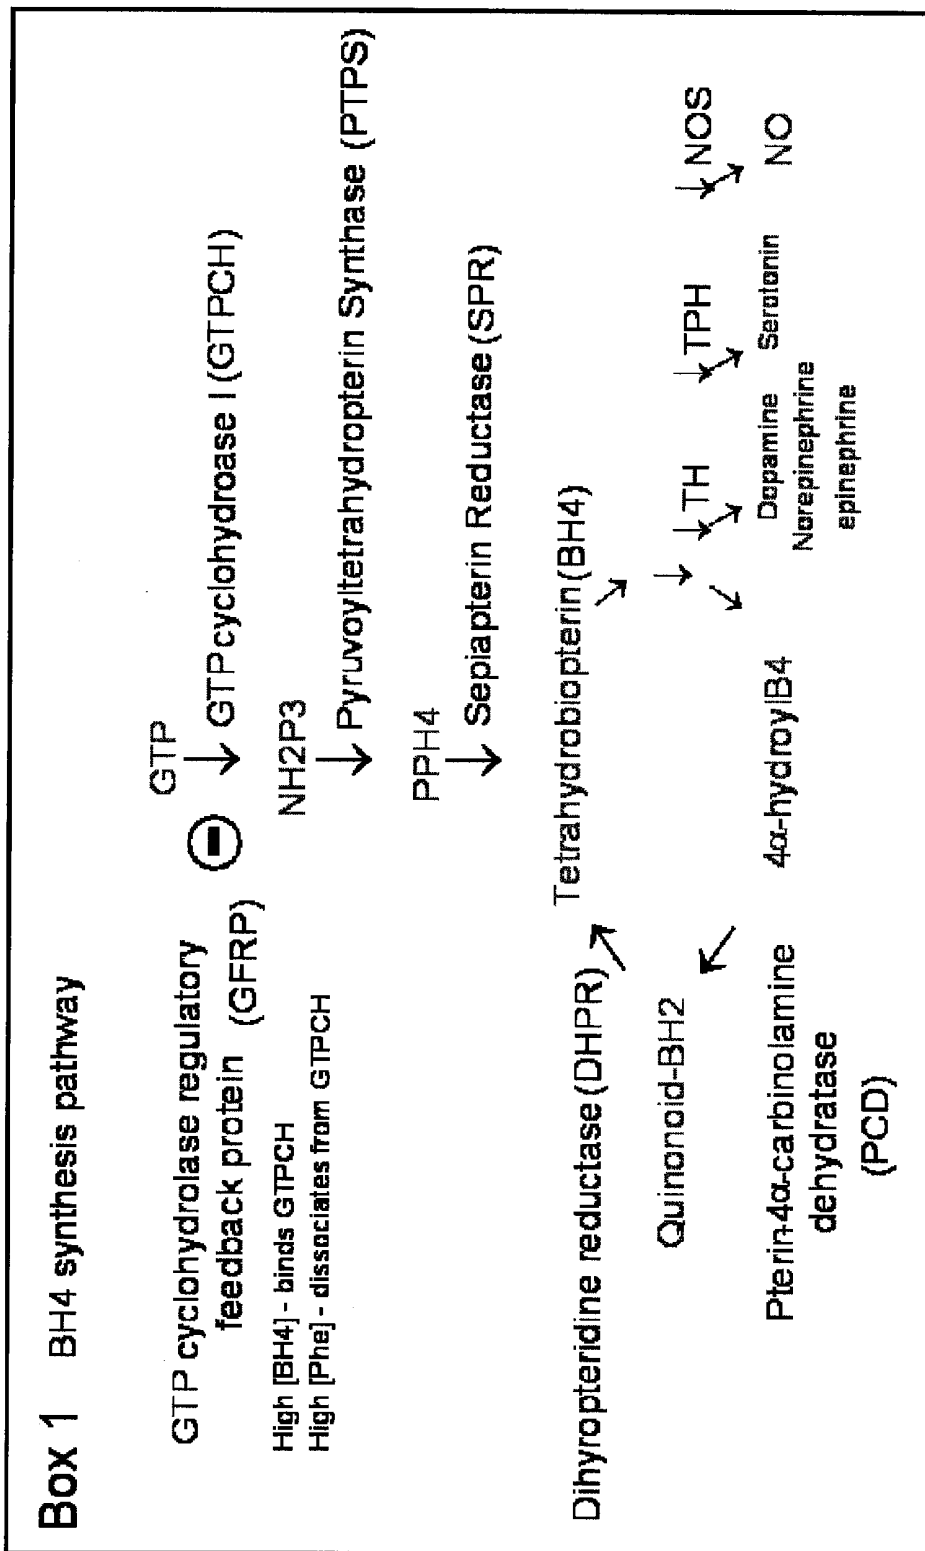 Box 1 BH4 synthesis pathway
GTP
GTP cyclohydroase I (GTPCH)
GTP cyclohydrolase regulatory
feedback protein (GFRP)
High [BH4] - binds GTPCH
High [Phe] - dissociates from GTPCH
NH2P3
Pyruvoyltetrahydropterin Synthase (PTPS)
PPH4
Sepiapterin Reductase (SPR)
Tetrahydrobiopterin (BH4)
Dihyropteridine reductase (DHPR)
Quinonoid-BH2
4α-hydroylB4
Pterin-4α-carbinolamine
dehydratase
(PCD)
TH
TPH
NOS
Dopamine
Norepinephrine
epinephrine
Serotonin
NO